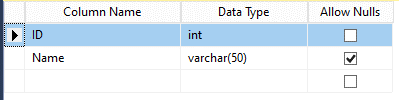 Column Name Data Type Allow Nulls
ID int
Name varchar(50)